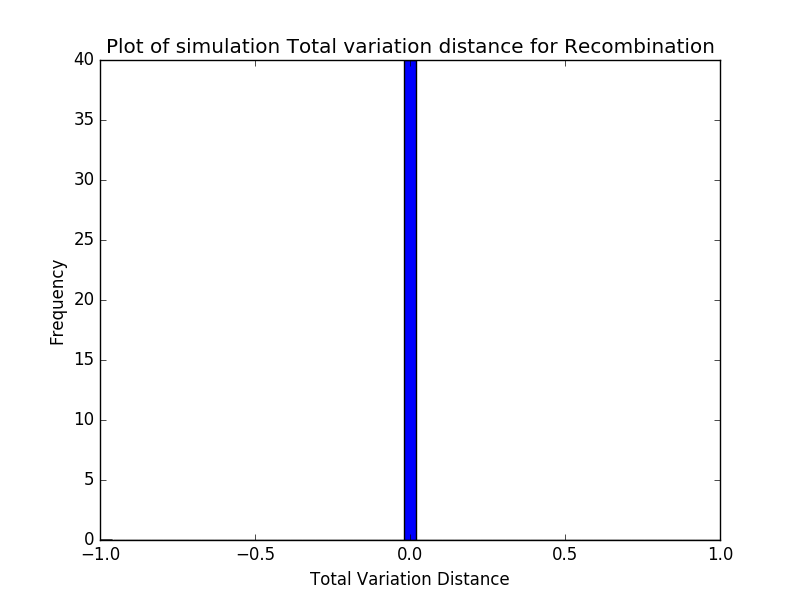 Plot of simulation Total variation distance for Recombination
40
35
30
25
20
15
10
5
0
Frequency
−1.0 −0.5 0.0 0.5 1.0
Total Variation Distance